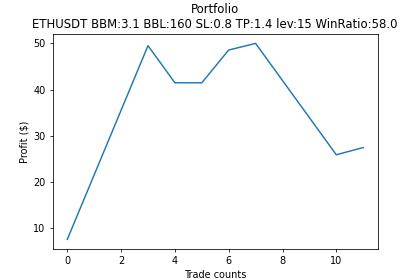 Portfolio
ETHUSDT BBM:3.1 BBL:160 SL:0.8 TP:1.4 lev:15 WinRatio:58.0
50
40
30
20
10
Profit ($)
0 2 4 6 8 10
Trade counts